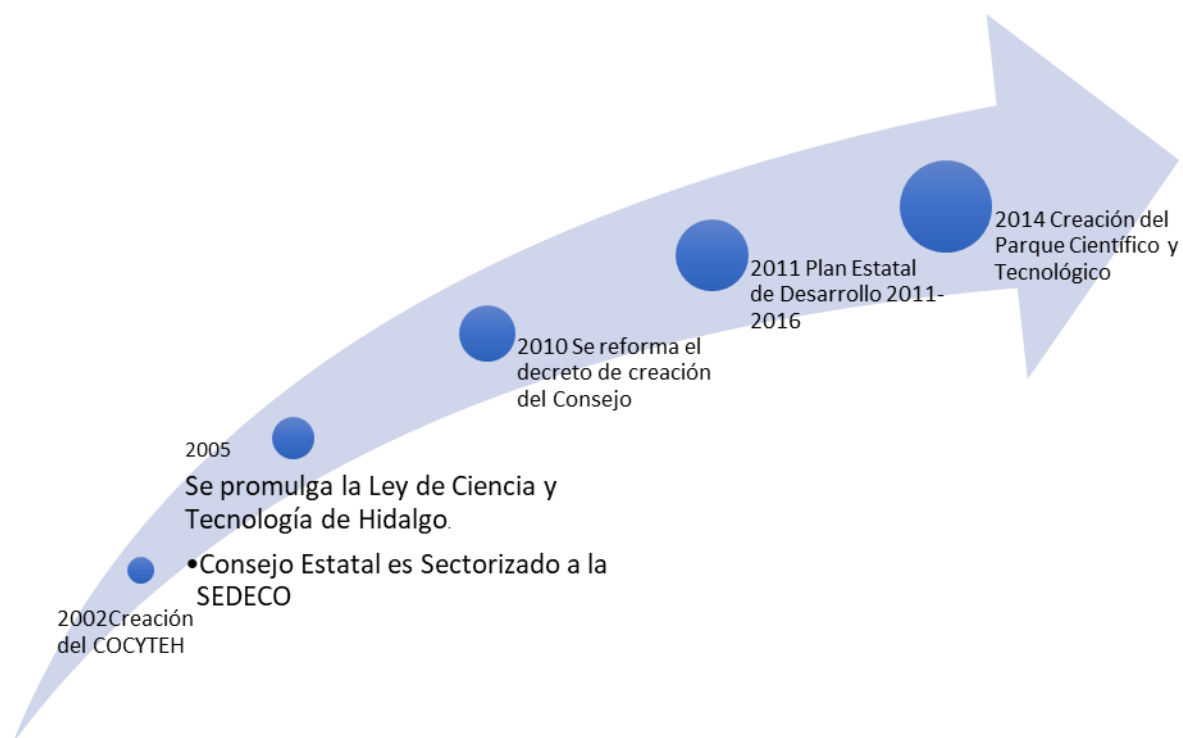 2002Creación
del COCYTEH
2005
Se promulga la Ley de Ciencia y
Tecnología de Hidalgo.
•Consejo Estatal es Sectorizado a la
SEDECO
2010 Se reforma el
decreto de creación
del Consejo
2011 Plan Estatal
de Desarrollo 2011-
2016
2014 Creación del
Parque Científico y
Tecnológico